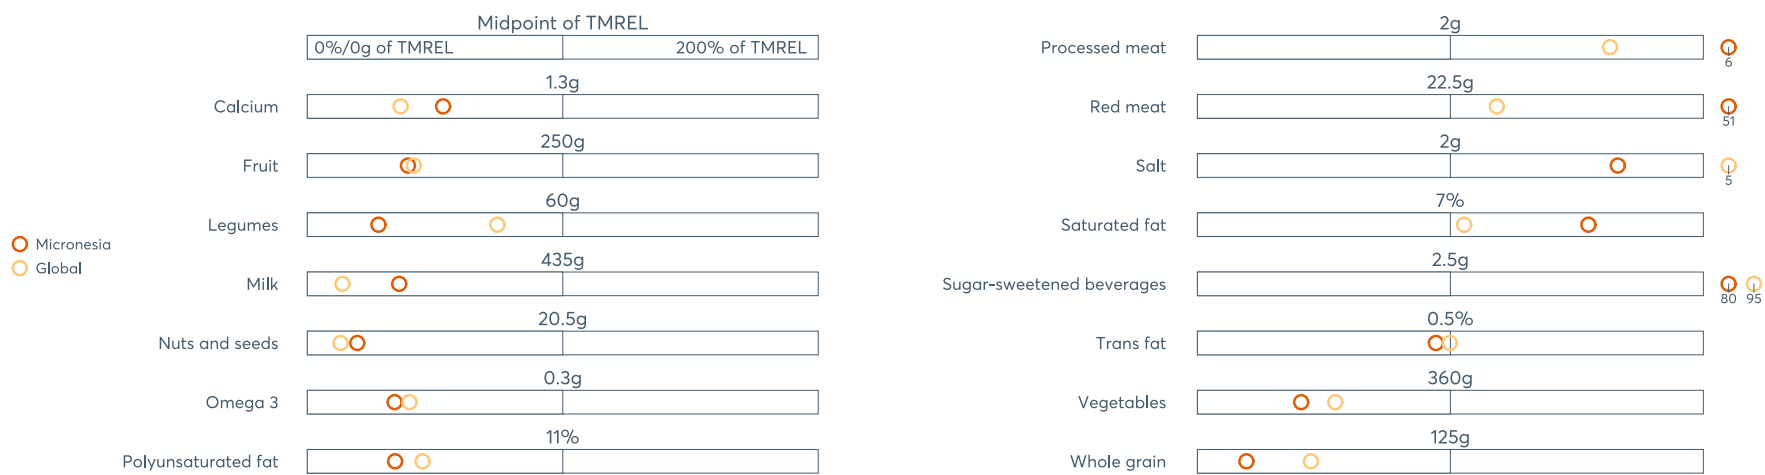 Midpoint of TMREL
0%/0g of TMREL 200% of TMREL
1.3g
Calcium
250g
Fruit
60g
Legumes
Micronesia
Global
435g
Milk
20.5g
Nuts and seeds
0.3g
Omega 3
11%
Polyunsaturated fat
2g
Processed meat
6
22.5g
Red meat
51
2g
Salt
5
7%
Saturated fat
2.5g
Sugar-sweetened beverages
80 95
0.5%
Trans fat
360g
Vegetables
125g
Whole grain